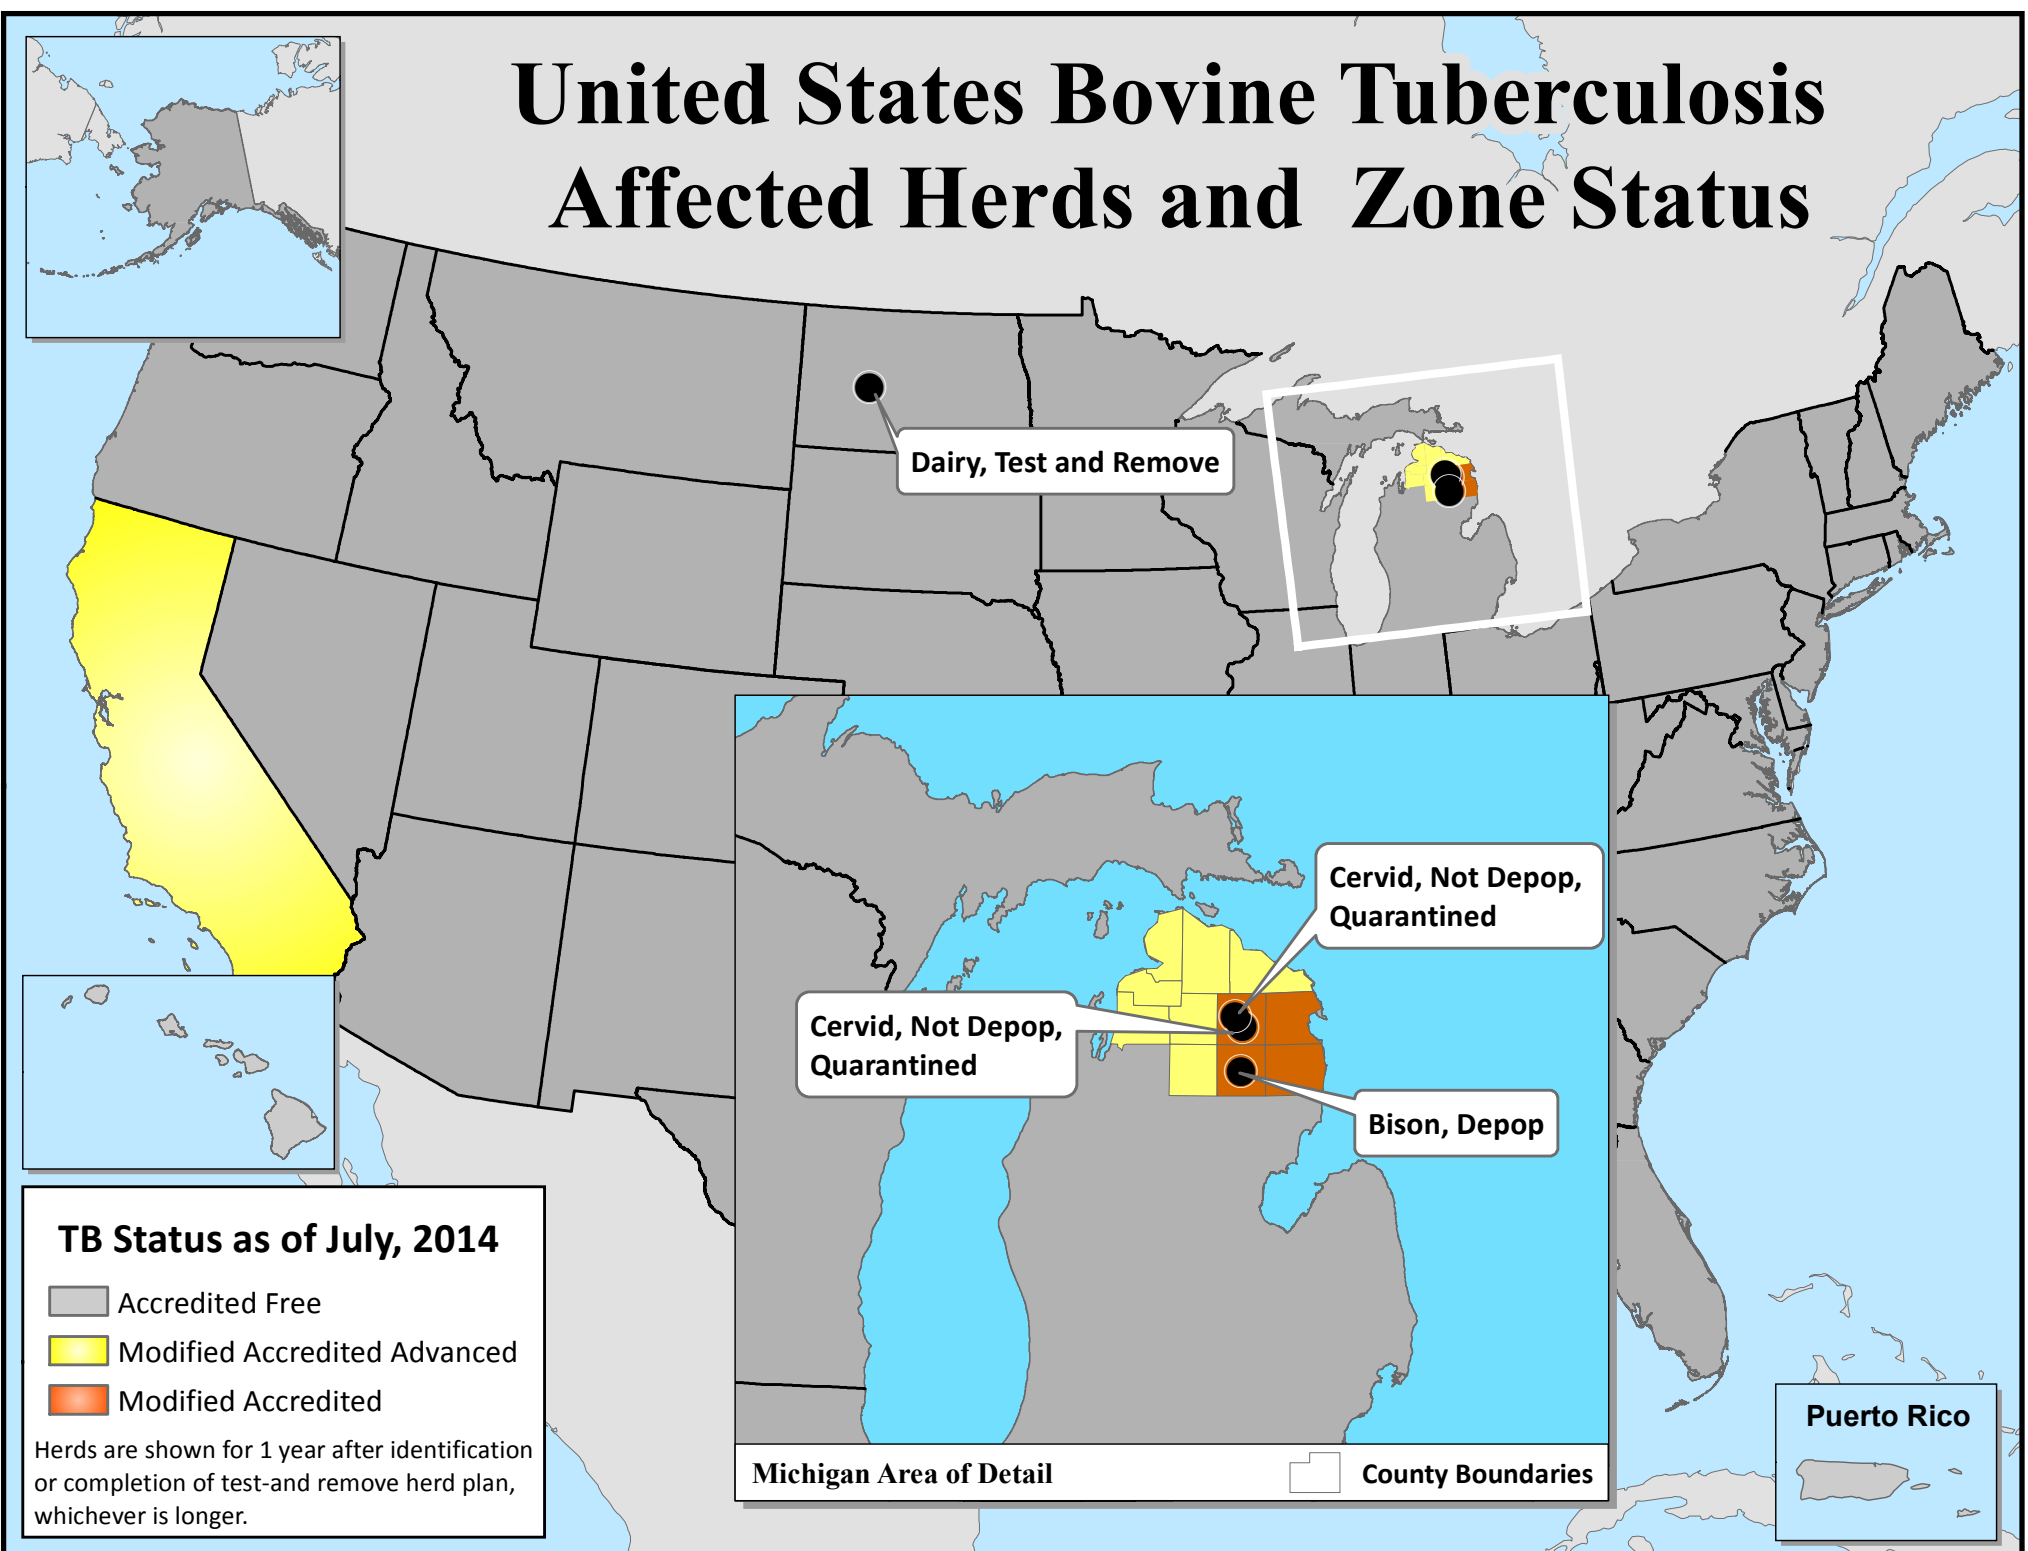 United States Bovine Tuberculosis
Affected Herds and Zone Status
Dairy, Test and Remove
Cervid, Not Depop,
Quarantined
Cervid, Not Depop,
Quarantined
Bison, Depop
TB Status as of July, 2014
Accredited Free
Modified Accredited Advanced
Modified Accredited
Herds are shown for 1 year after identification
or completion of test-and remove herd plan,
whichever is longer.
Michigan Area of Detail
County Boundaries
Puerto Rico